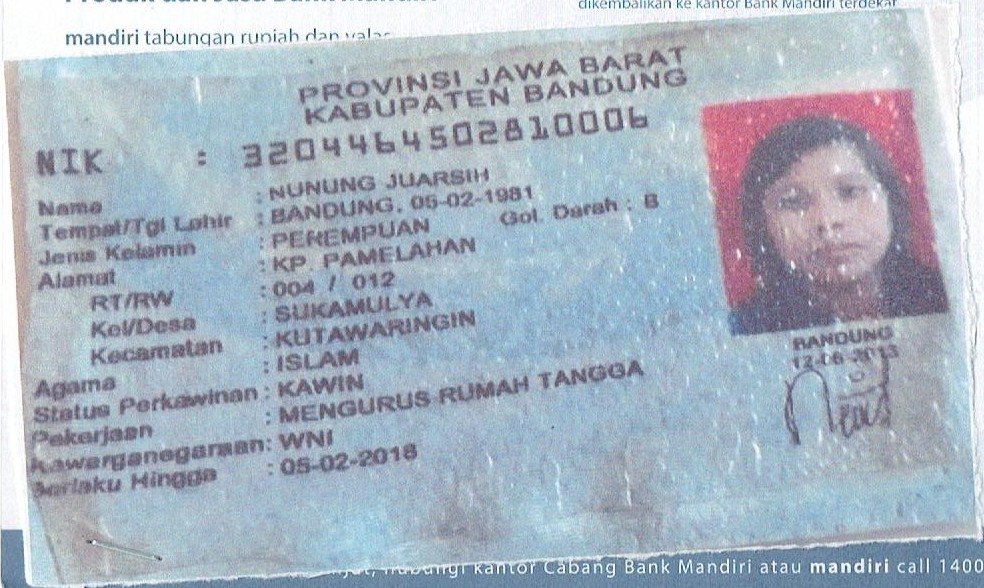 dikembalikan ke kantor Bank Mandiri terdekat
mandiri tabungan rupiah dan valas
PROVINSI JAWA BARAT
KABUPATEN BANDUNG
NIK : 3204464502810006
Nama : NUNUNG JUARSIH
Tempat/Tgl Lahir : BANDUNG, 05-02-1981
Jenis Kelamin : PEREMPUAN Gol. Darah : B
Alamat : KP. PAMELAHAN
RT/RW : 004 / 012
Kel/Desa : SUKAMULYA
Kecamatan : KUTAWARINGIN
Agama : ISLAM
Status Perkawinan : KAWIN
Pekerjaan : MENGURUS RUMAH TANGGA
Kewarganegaraan: WNI
Berlaku Hingga : 05-02-2018
BANDUNG
12-06-2013
hubungi kantor Cabang Bank Mandiri atau mandiri call 1400